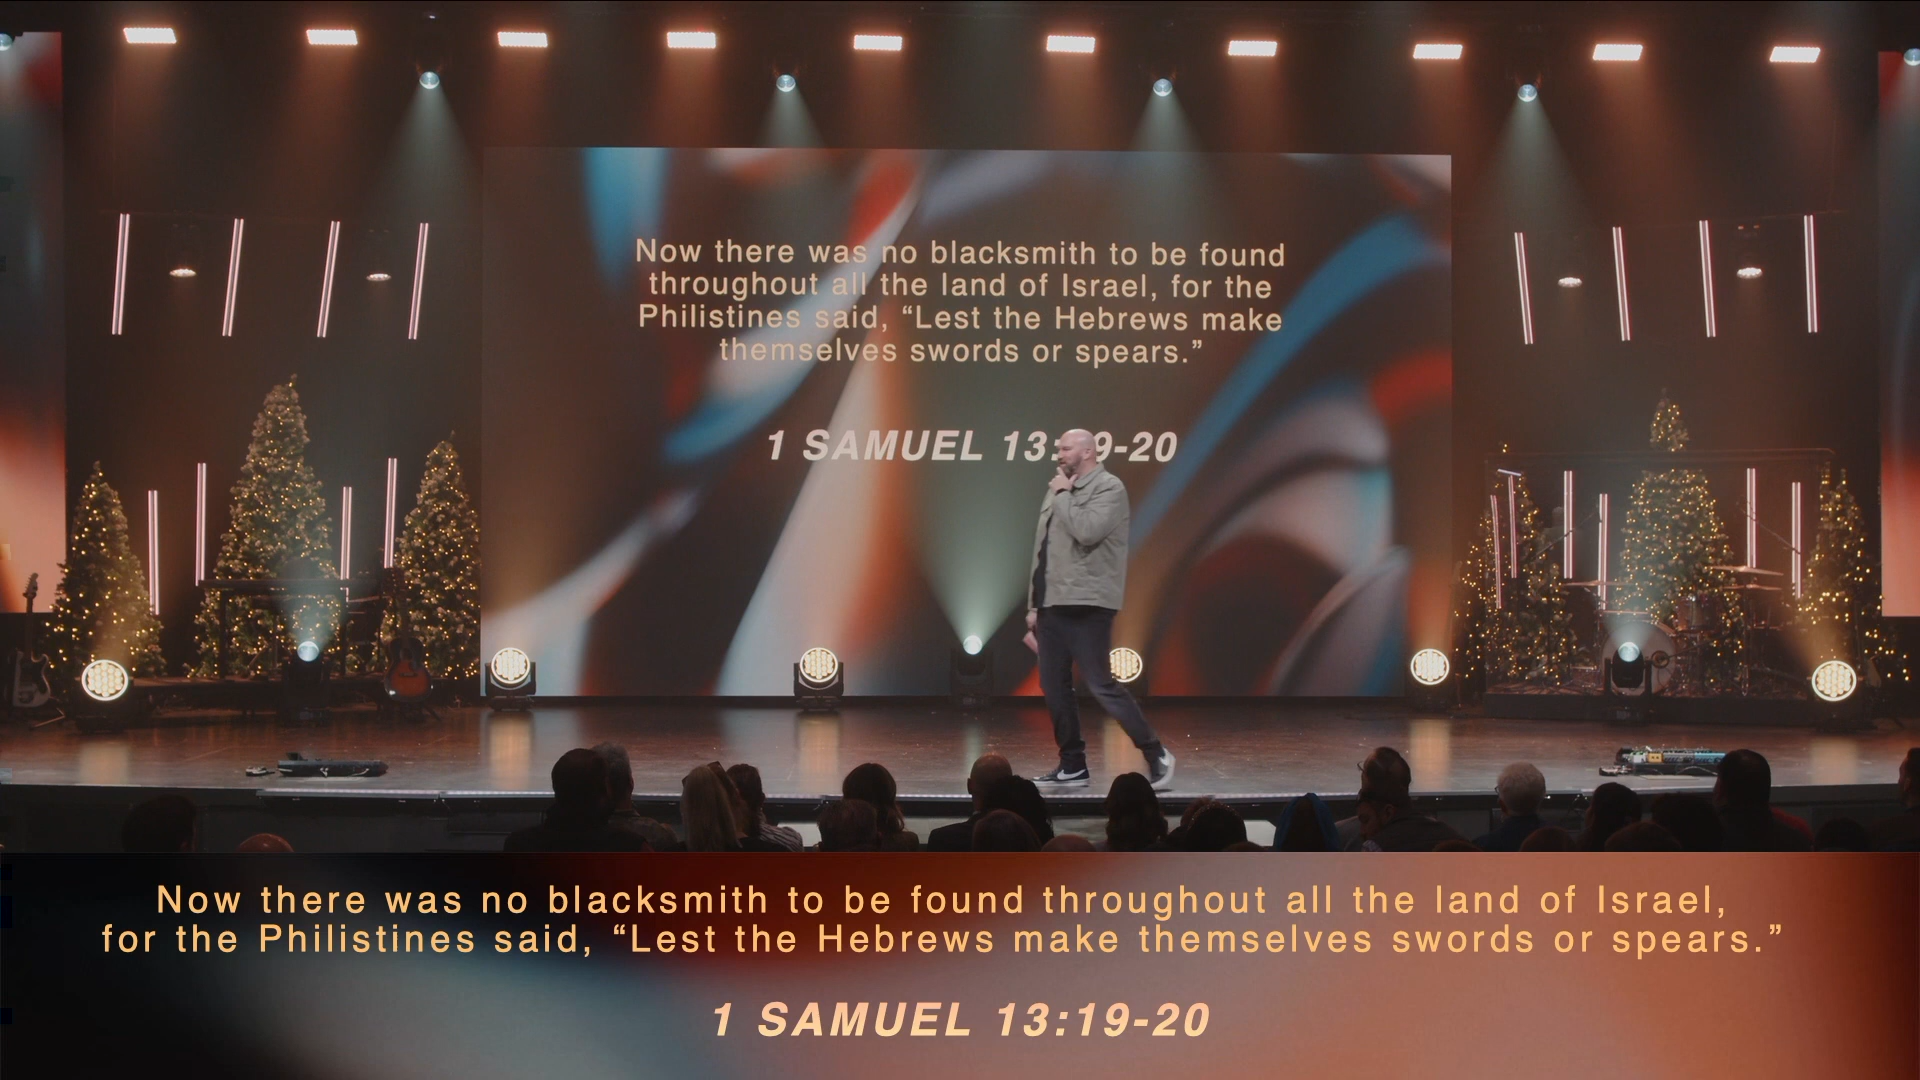 Now there was no blacksmith to be found
throughout all the land of Israel, for the
Philistines said, “Lest the Hebrews make
themselves swords or spears.”
1 SAMUEL 13: 9-20
Now there was no blacksmith to be found throughout all the land of Israel,
for the Philistines said, “Lest the Hebrews make themselves swords or spears.”
1 SAMUEL 13:19-20